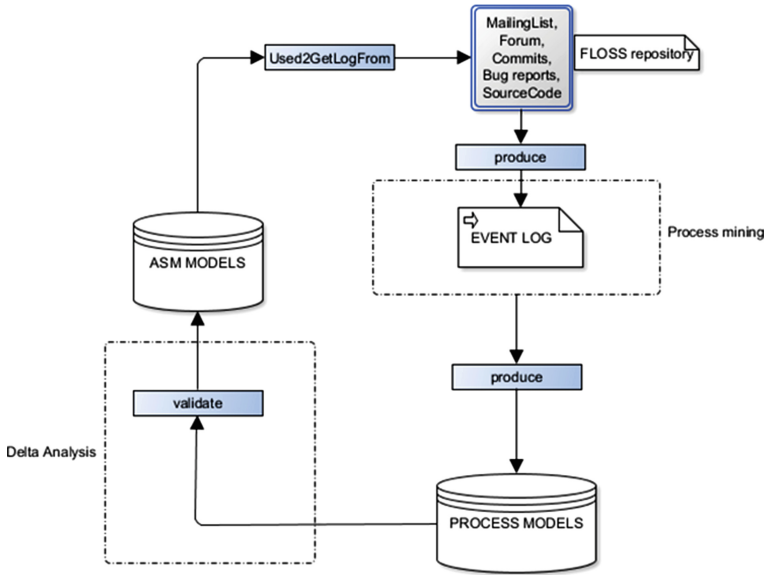 MailingList,
Forum,
Commits,
Bug reports,
SourceCode
FLOSS repository
Used2GetLogFrom
produce
EVENT LOG
Process mining
ASM MODELS
produce
validate
Delta Analysis
PROCESS MODELS